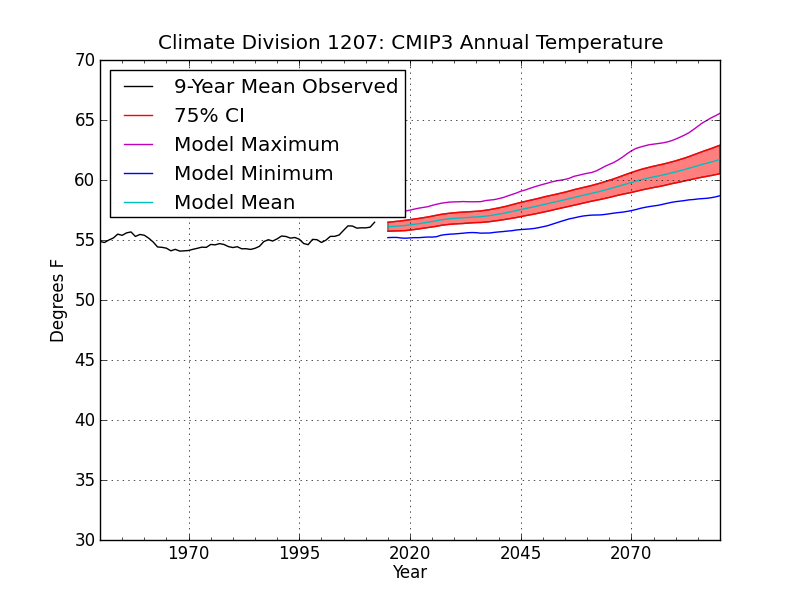 Climate Division 1207: CMIP3 Annual Temperature
70
65
60
55
50
45
40
35
30
Degrees F
9-Year Mean Observed
75% CI
Model Maximum
Model Minimum
Model Mean
1970 1995 2020 2045 2070
Year